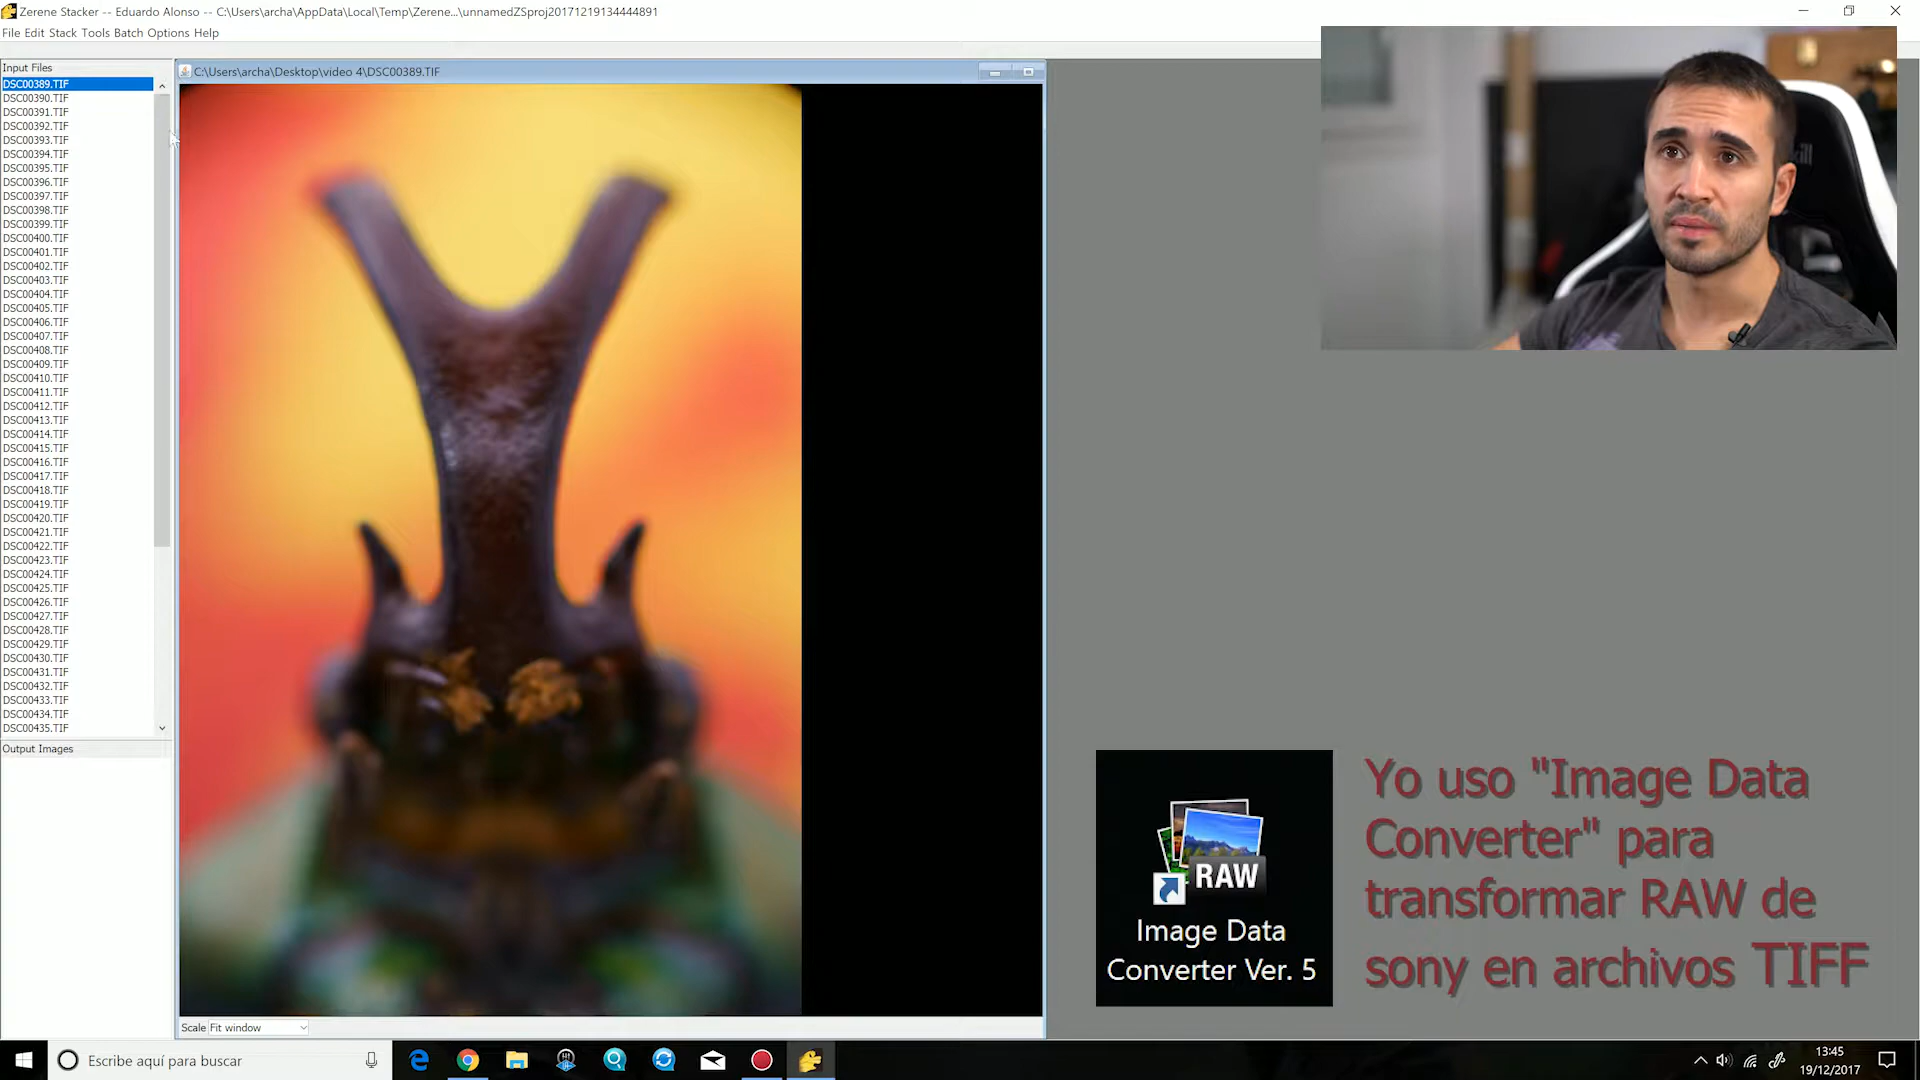 Zerene Stacker -- Eduardo Alonso -- C:\Users\archa\AppData\Local\Temp\Zerene...\unnamedZSproj20171219134444891
File Edit Stack Tools Batch Options Help
Input Files
DSC00389.TIF
DSC00390.TIF
DSC00391.TIF
DSC00392.TIF
DSC00393.TIF
DSC00394.TIF
DSC00395.TIF
DSC00396.TIF
DSC00397.TIF
DSC00398.TIF
DSC00399.TIF
DSC00400.TIF
DSC00401.TIF
DSC00402.TIF
DSC00403.TIF
DSC00404.TIF
DSC00405.TIF
DSC00406.TIF
DSC00407.TIF
DSC00408.TIF
DSC00409.TIF
DSC00410.TIF
DSC00411.TIF
DSC00412.TIF
DSC00413.TIF
DSC00414.TIF
DSC00415.TIF
DSC00416.TIF
DSC00417.TIF
DSC00418.TIF
DSC00419.TIF
DSC00420.TIF
DSC00421.TIF
DSC00422.TIF
DSC00423.TIF
DSC00424.TIF
DSC00425.TIF
DSC00426.TIF
DSC00427.TIF
DSC00428.TIF
DSC00429.TIF
DSC00430.TIF
DSC00431.TIF
DSC00432.TIF
DSC00433.TIF
DSC00434.TIF
DSC00435.TIF
Output Images
C:\Users\archa\Desktop\video 4\DSC00389.TIF
Scale Fit window
RAW
Image Data
Converter Ver. 5
Yo uso "Image Data
Converter" para
transformar RAW de
sony en archivos TIFF
Escribe aquí para buscar
13:45
19/12/2017